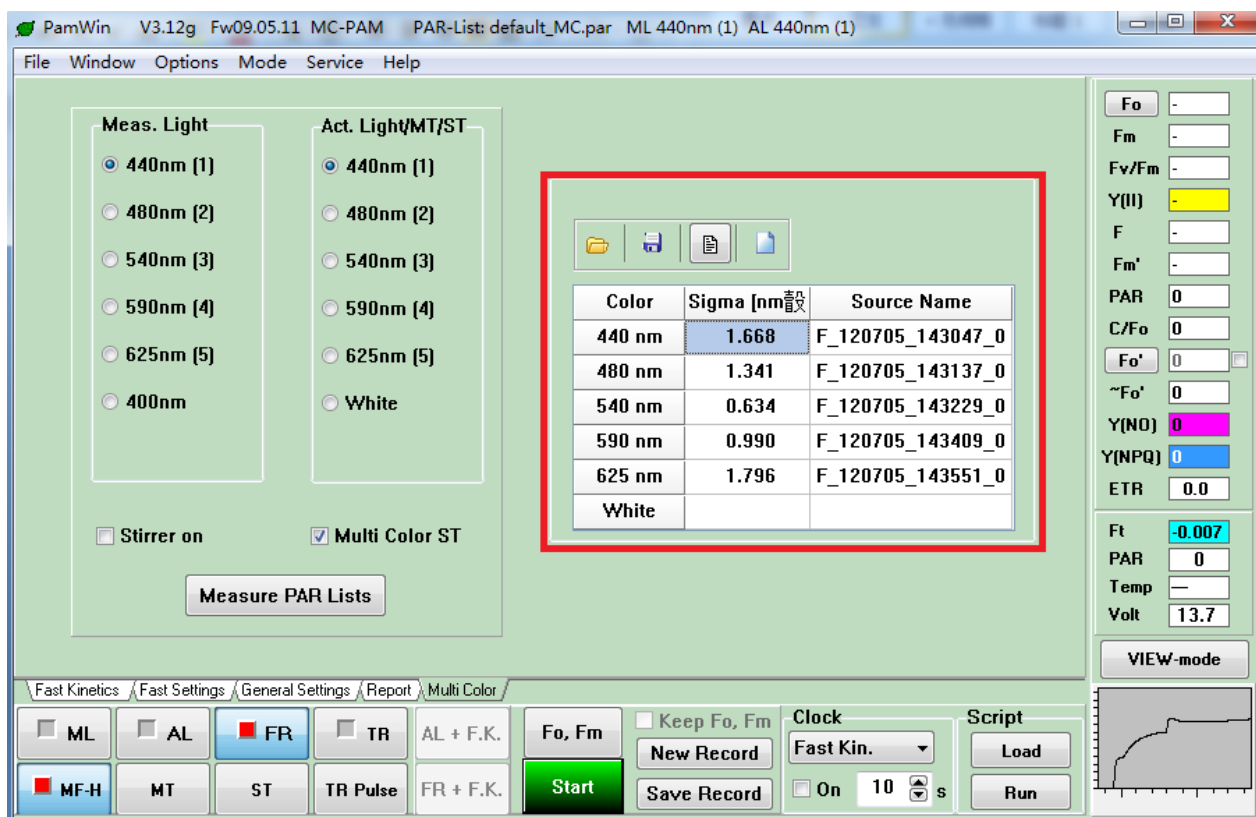 PamWin V3.12g Fw09.05.11 MC-PAM PAR-List: default_MC.par ML 440nm (1) AL 440nm (1)
File Window Options Mode Service Help
Meas. Light
440nm (1)
480nm (2)
540nm (3)
590nm (4)
625nm (5)
400nm
Act. Light/MT/ST
440nm (1)
480nm (2)
540nm (3)
590nm (4)
625nm (5)
White
Stirrer on
Multi Color ST
Measure PAR Lists
Color Sigma [nm Source Name
440 nm 1.668 F_120705_143047_0
480 nm 1.341 F_120705_143137_0
540 nm 0.634 F_120705_143229_0
590 nm 0.990 F_120705_143409_0
625 nm 1.796 F_120705_143551_0
White
Fo -
Fm -
Fv/Fm -
Y(II) -
F -
Fm' -
PAR 0
C/Fo 0
Fo' 0
~Fo' 0
Y(NO) 0
Y(NPQ) 0
ETR 0.0
Ft -0.007
PAR 0
Temp —
Volt 13.7
VIEW-mode
Fast Kinetics Fast Settings General Settings Report Multi Color
ML AL FR TR AL + F.K.
MF-H MT ST TR Pulse FR + F.K.
Fo, Fm
Start
Keep Fo, Fm
New Record
Save Record
Clock
Fast Kin.
On 10 s
Script
Load
Run